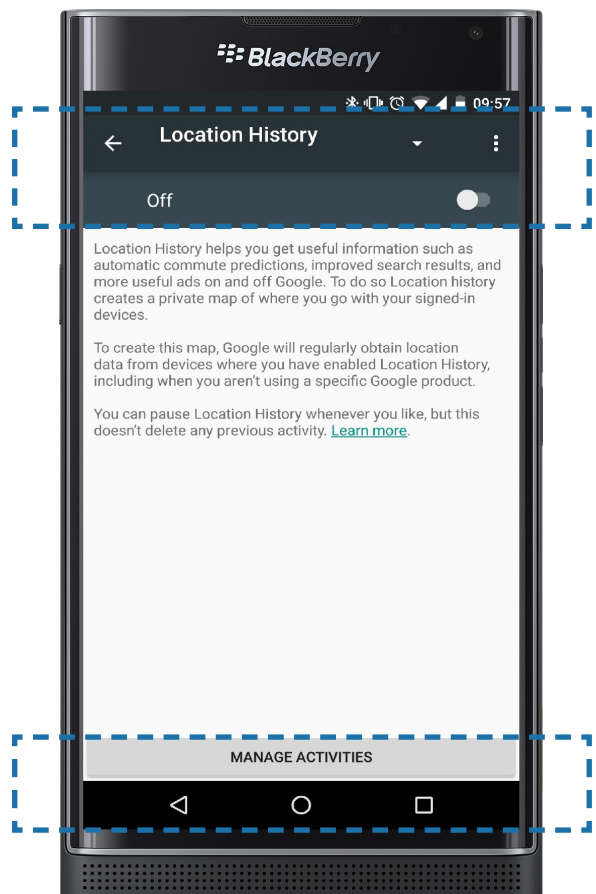 BlackBerry
09:57
Location History
Off
Location History helps you get useful information such as
automatic commute predictions, improved search results, and
more useful ads on and off Google. To do so Location history
creates a private map of where you go with your signed-in
devices.
To create this map, Google will regularly obtain location
data from devices where you have enabled Location History,
including when you aren't using a specific Google product.
You can pause Location History whenever you like, but this
doesn't delete any previous activity. Learn more.
MANAGE ACTIVITIES